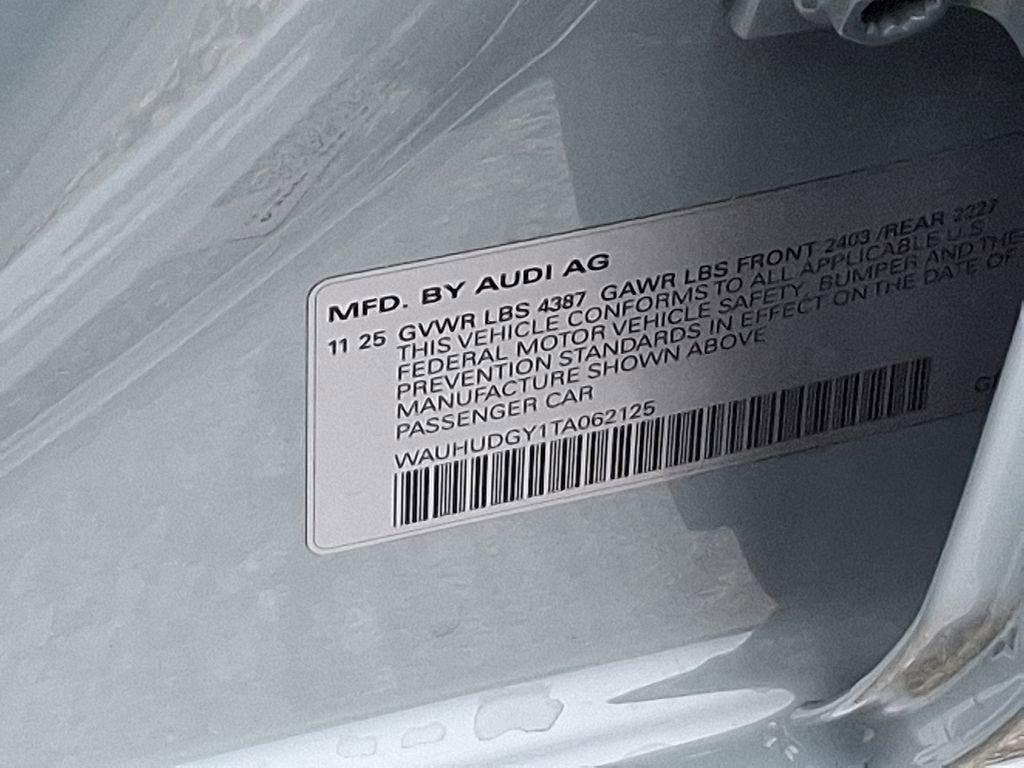 MFD. BY AUDI AG
11 25 GVWR LBS 4387 GAWR LBS FRONT 2403 /REAR 2227
THIS VEHICLE CONFORMS TO ALL APPLICABLE U.S
FEDERAL MOTOR VEHICLE SAFETY, BUMPER AND THE
PREVENTION STANDARDS IN EFFECT ON THE DATE OF
MANUFACTURE SHOWN ABOVE
PASSENGER CAR
WAUHUDGY1TA062125